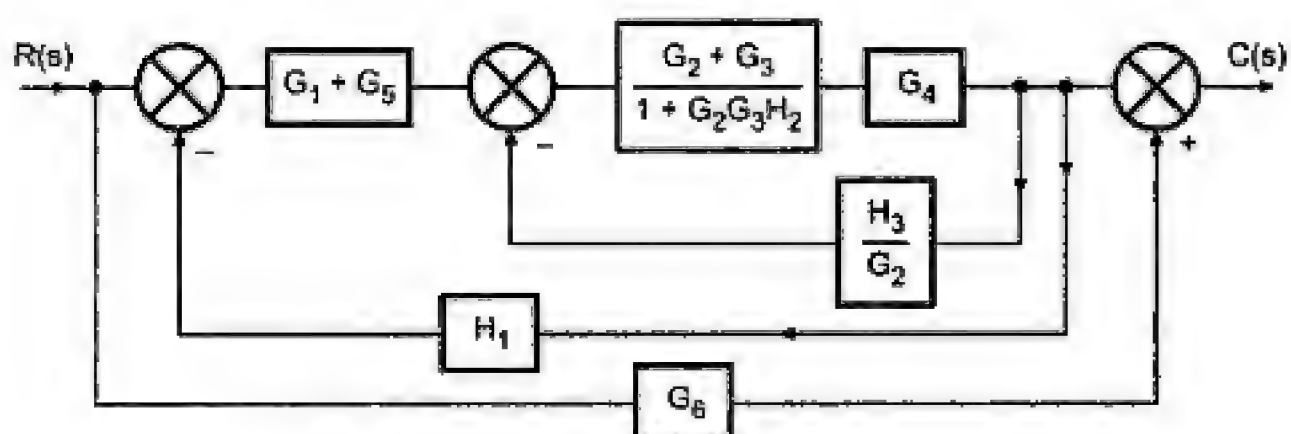 R(s)
G1 + G5
G2 + G3
1 + G2G3H2
G4
C(s)
−
−
+
H3
G2
H1
G6